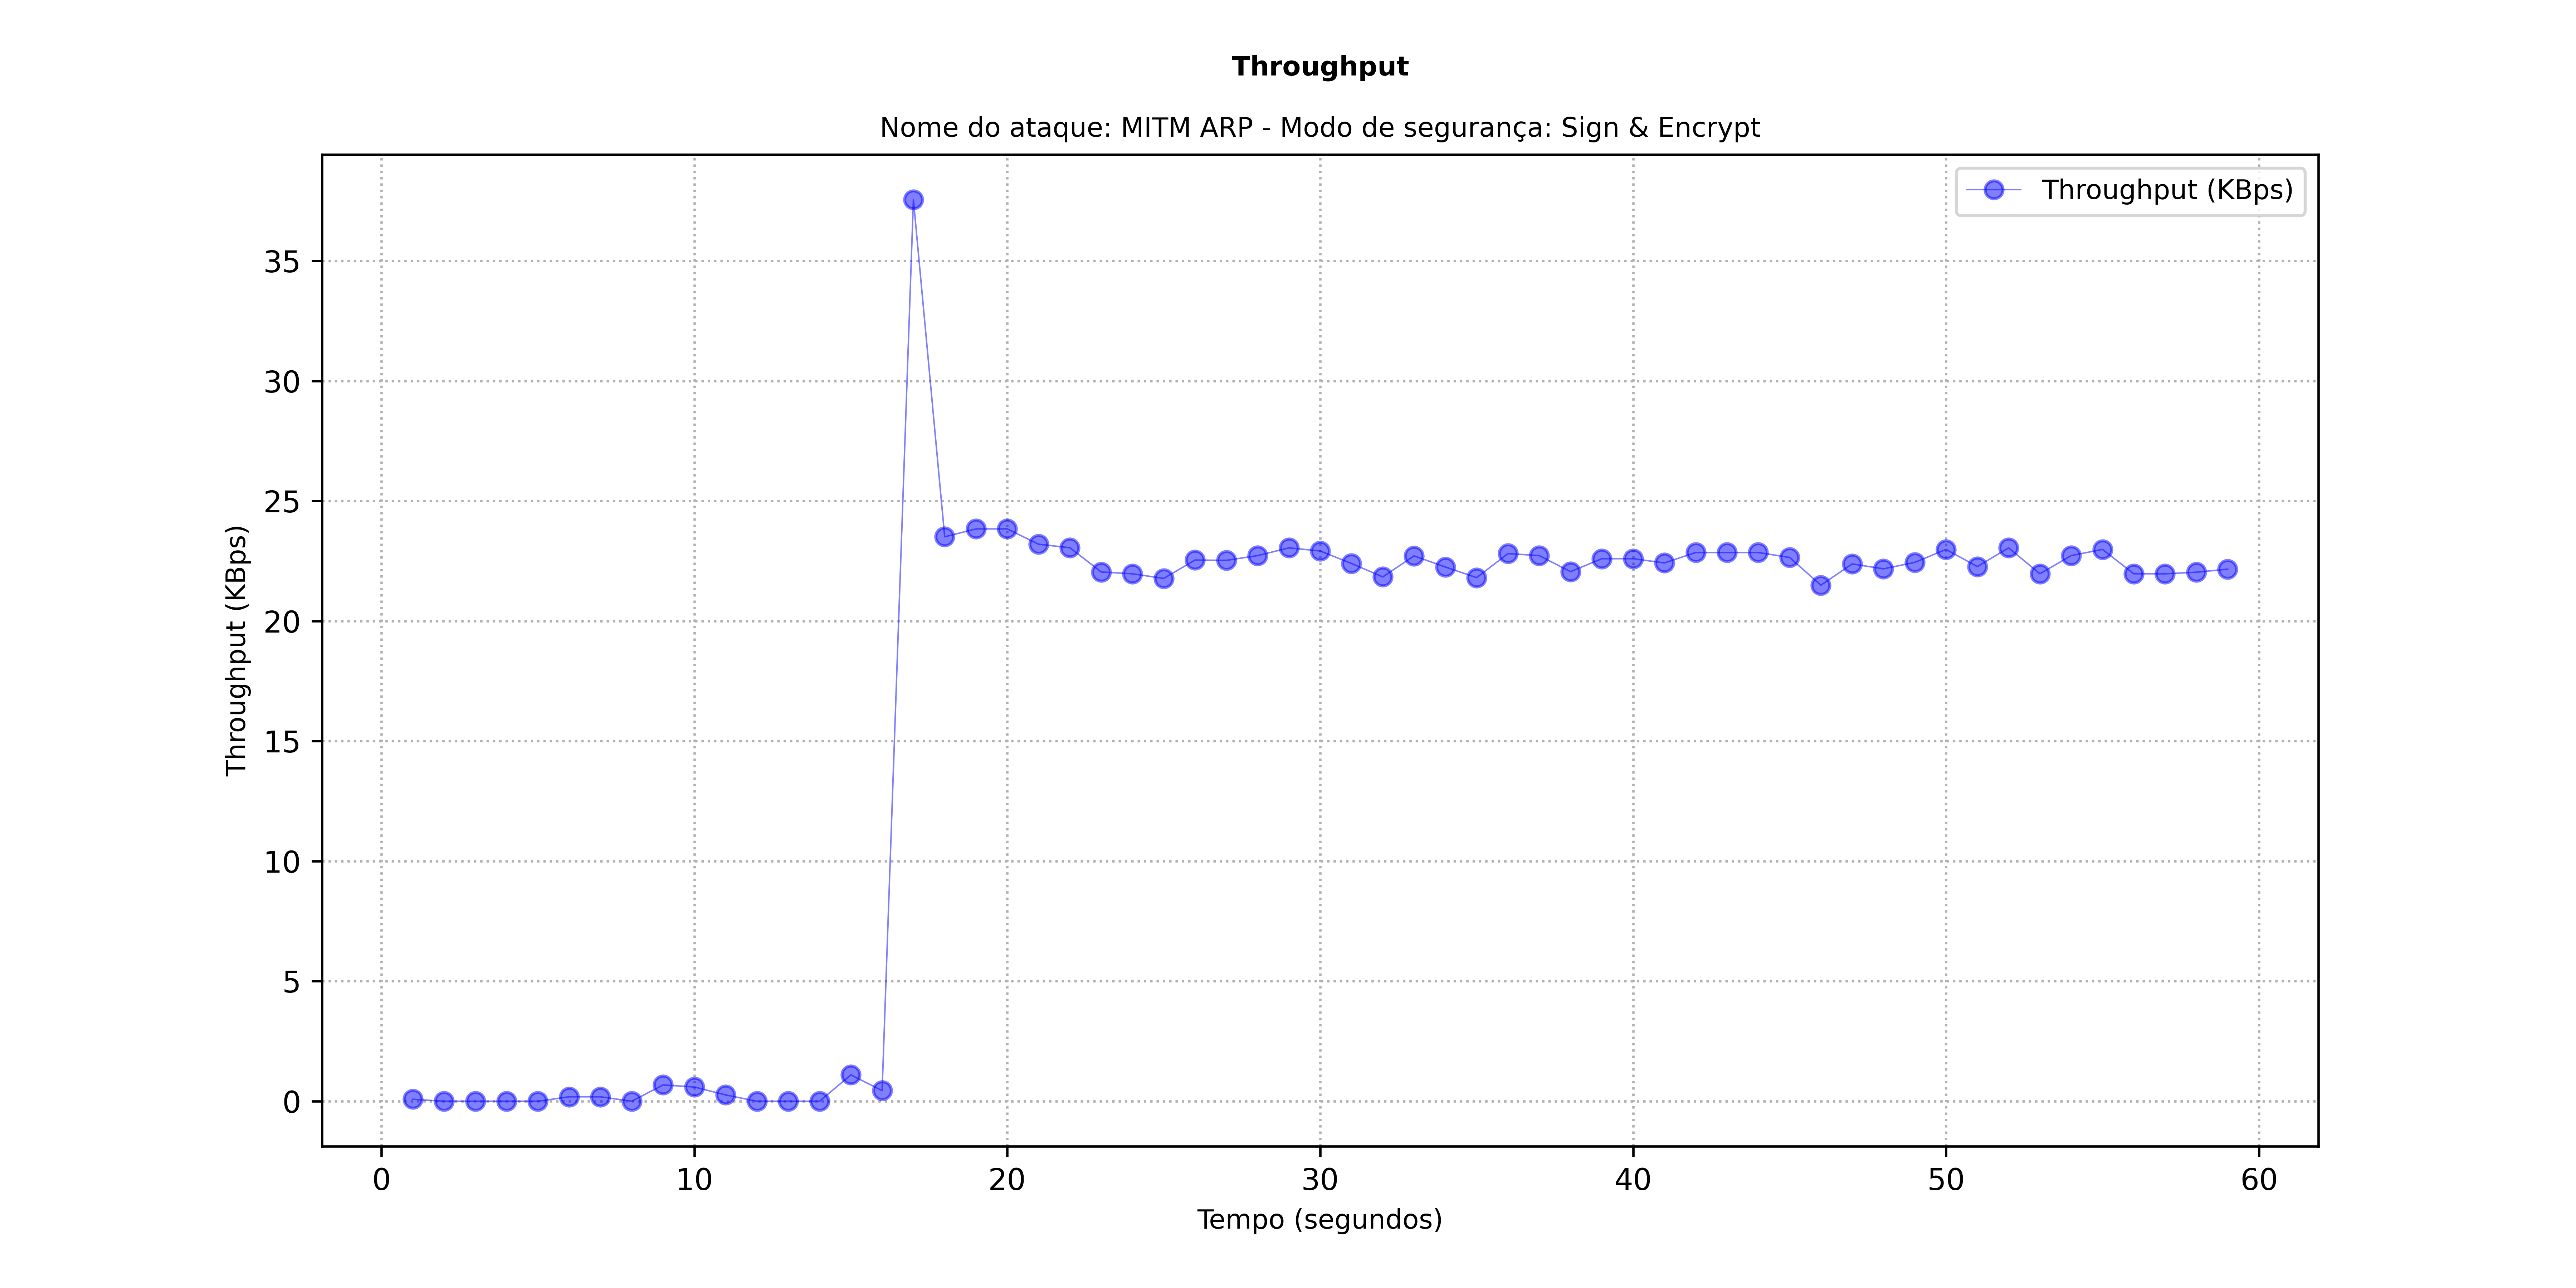 Throughput
Nome do ataque: MITM ARP - Modo de segurança: Sign & Encrypt
Throughput (KBps)
Throughput (KBps)
35
30
25
20
15
10
5
0
0 10 20 30 40 50 60
Tempo (segundos)